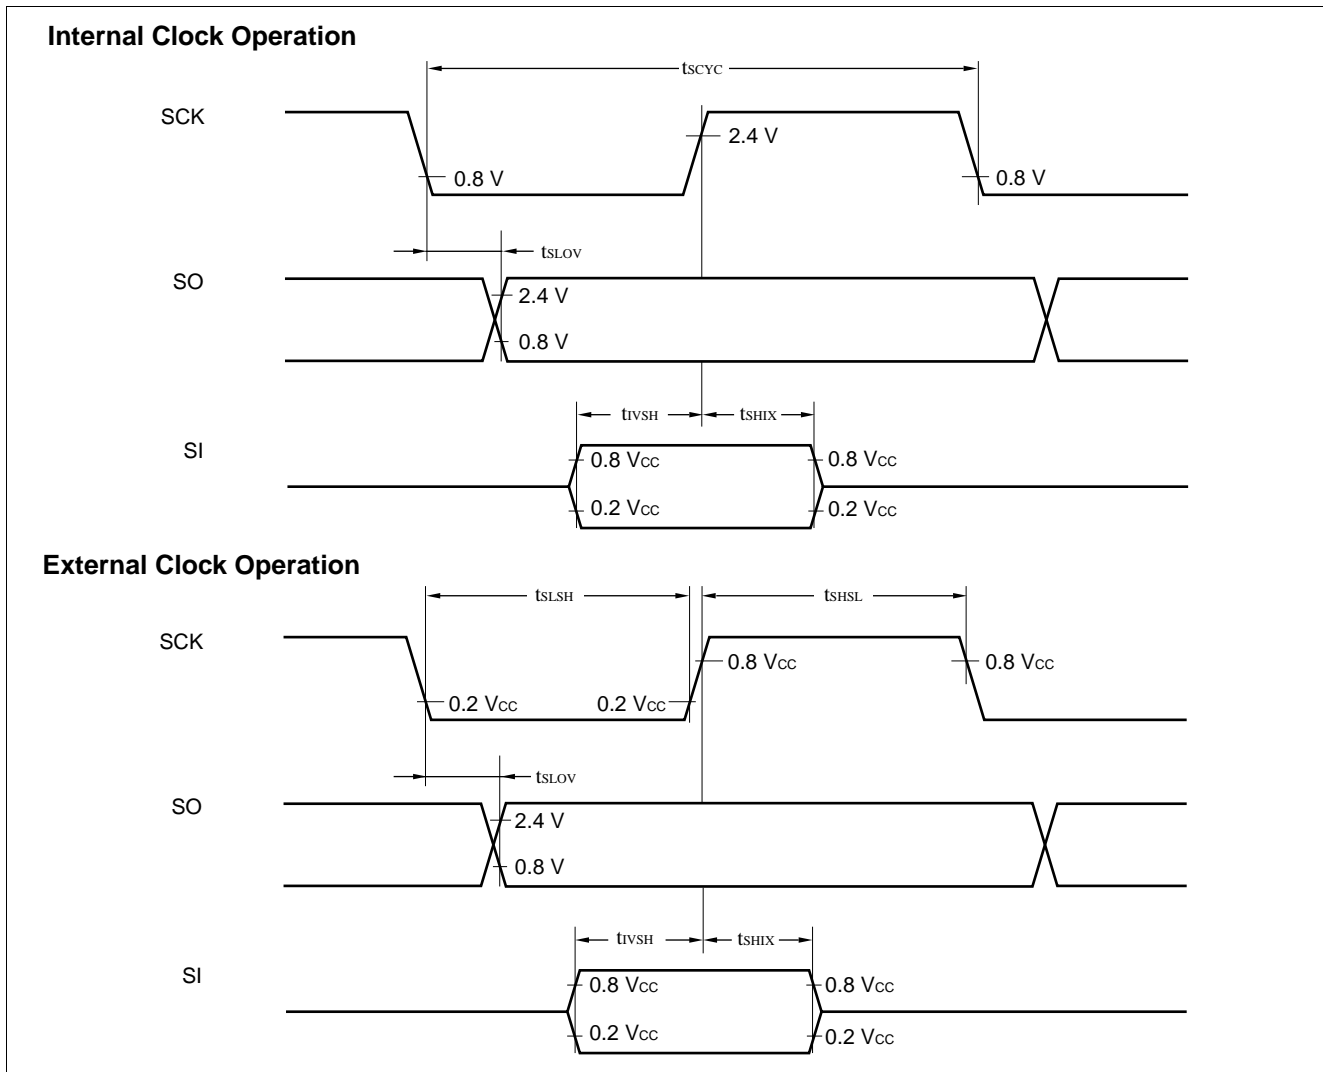 Internal Clock Operation
tSCYC
SCK
2.4 V
0.8 V
0.8 V
tSLOV
SO
2.4 V
0.8 V
tIVSH
tSHIX
SI
0.8 VCC
0.8 VCC
0.2 VCC
0.2 VCC
External Clock Operation
tSLSH
tSHSL
SCK
0.8 VCC
0.8 VCC
0.2 VCC
0.2 VCC
tSLOV
SO
2.4 V
0.8 V
tIVSH
tSHIX
SI
0.8 VCC
0.8 VCC
0.2 VCC
0.2 VCC